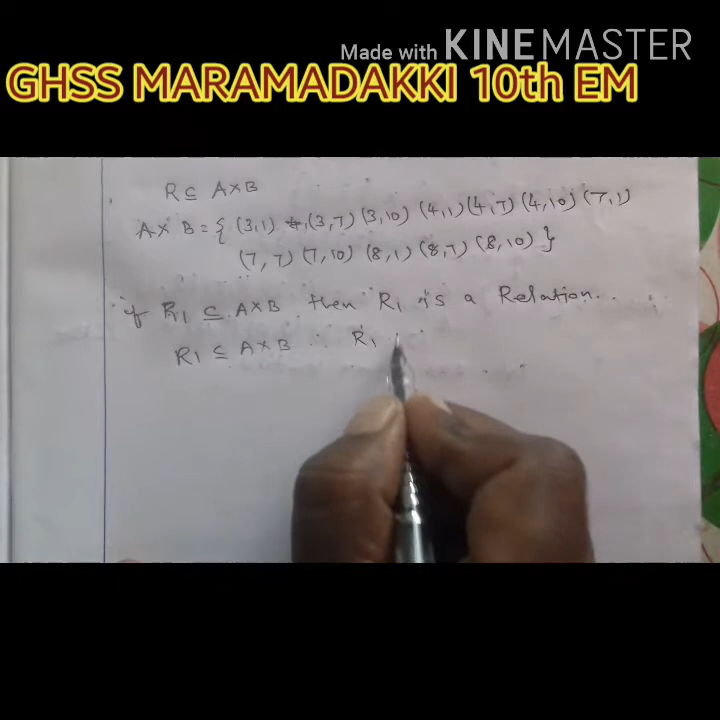 Made with KINEMASTER
GHSS MARAMADAKKI 10th EM
R ⊆ A×B
A×B = { (3,1) (3,7) (3,10) (4,1) (4,7) (4,10) (7,1)
(7,7) (7,10) (8,1) (8,7) (8,10) }
if R1 ⊆ A×B then R1 is a Relation.
R1 ⊆ A×B ∴ R1